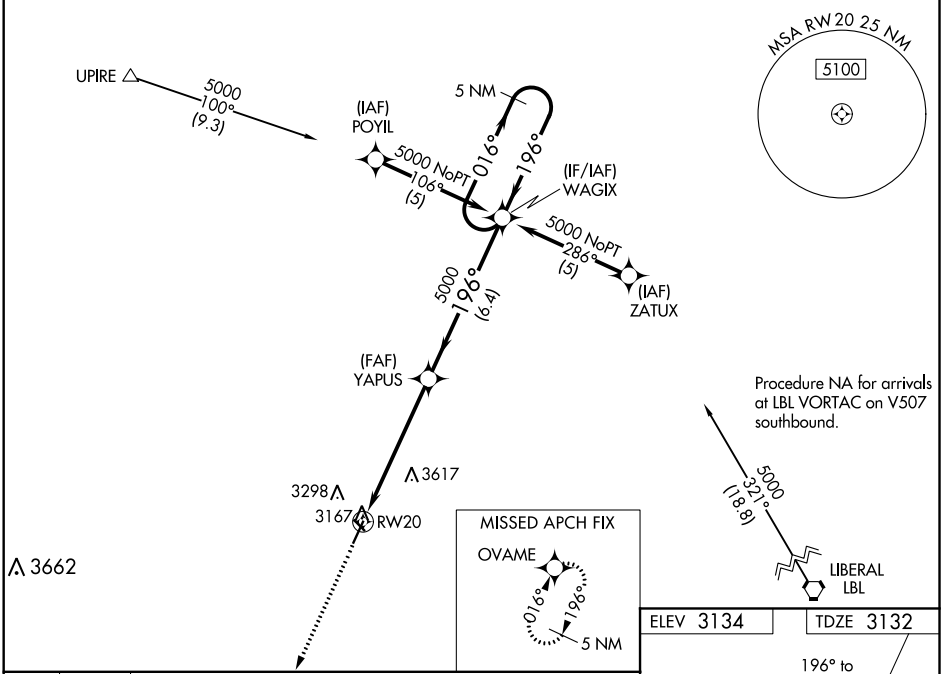 MSA RW20 25 NM
5100
UPIRE
5000
100°
(9.3)
(IAF)
POYIL
5000 NoPT
106°
(5)
5 NM
016°
196°
(IF/IAF)
WAGIX
5000 NoPT
286°
(5)
(IAF)
ZATUX
5000
196°
(6.4)
(FAF)
YAPUS
Procedure NA for arrivals
at LBL VORTAC on V507
southbound.
5000
321°
(18.8)
LIBERAL
LBL
3617
3298
3167
RW20
3662
MISSED APCH FIX
OVAME
016°
196°
5 NM
ELEV 3134
TDZE 3132
196° to